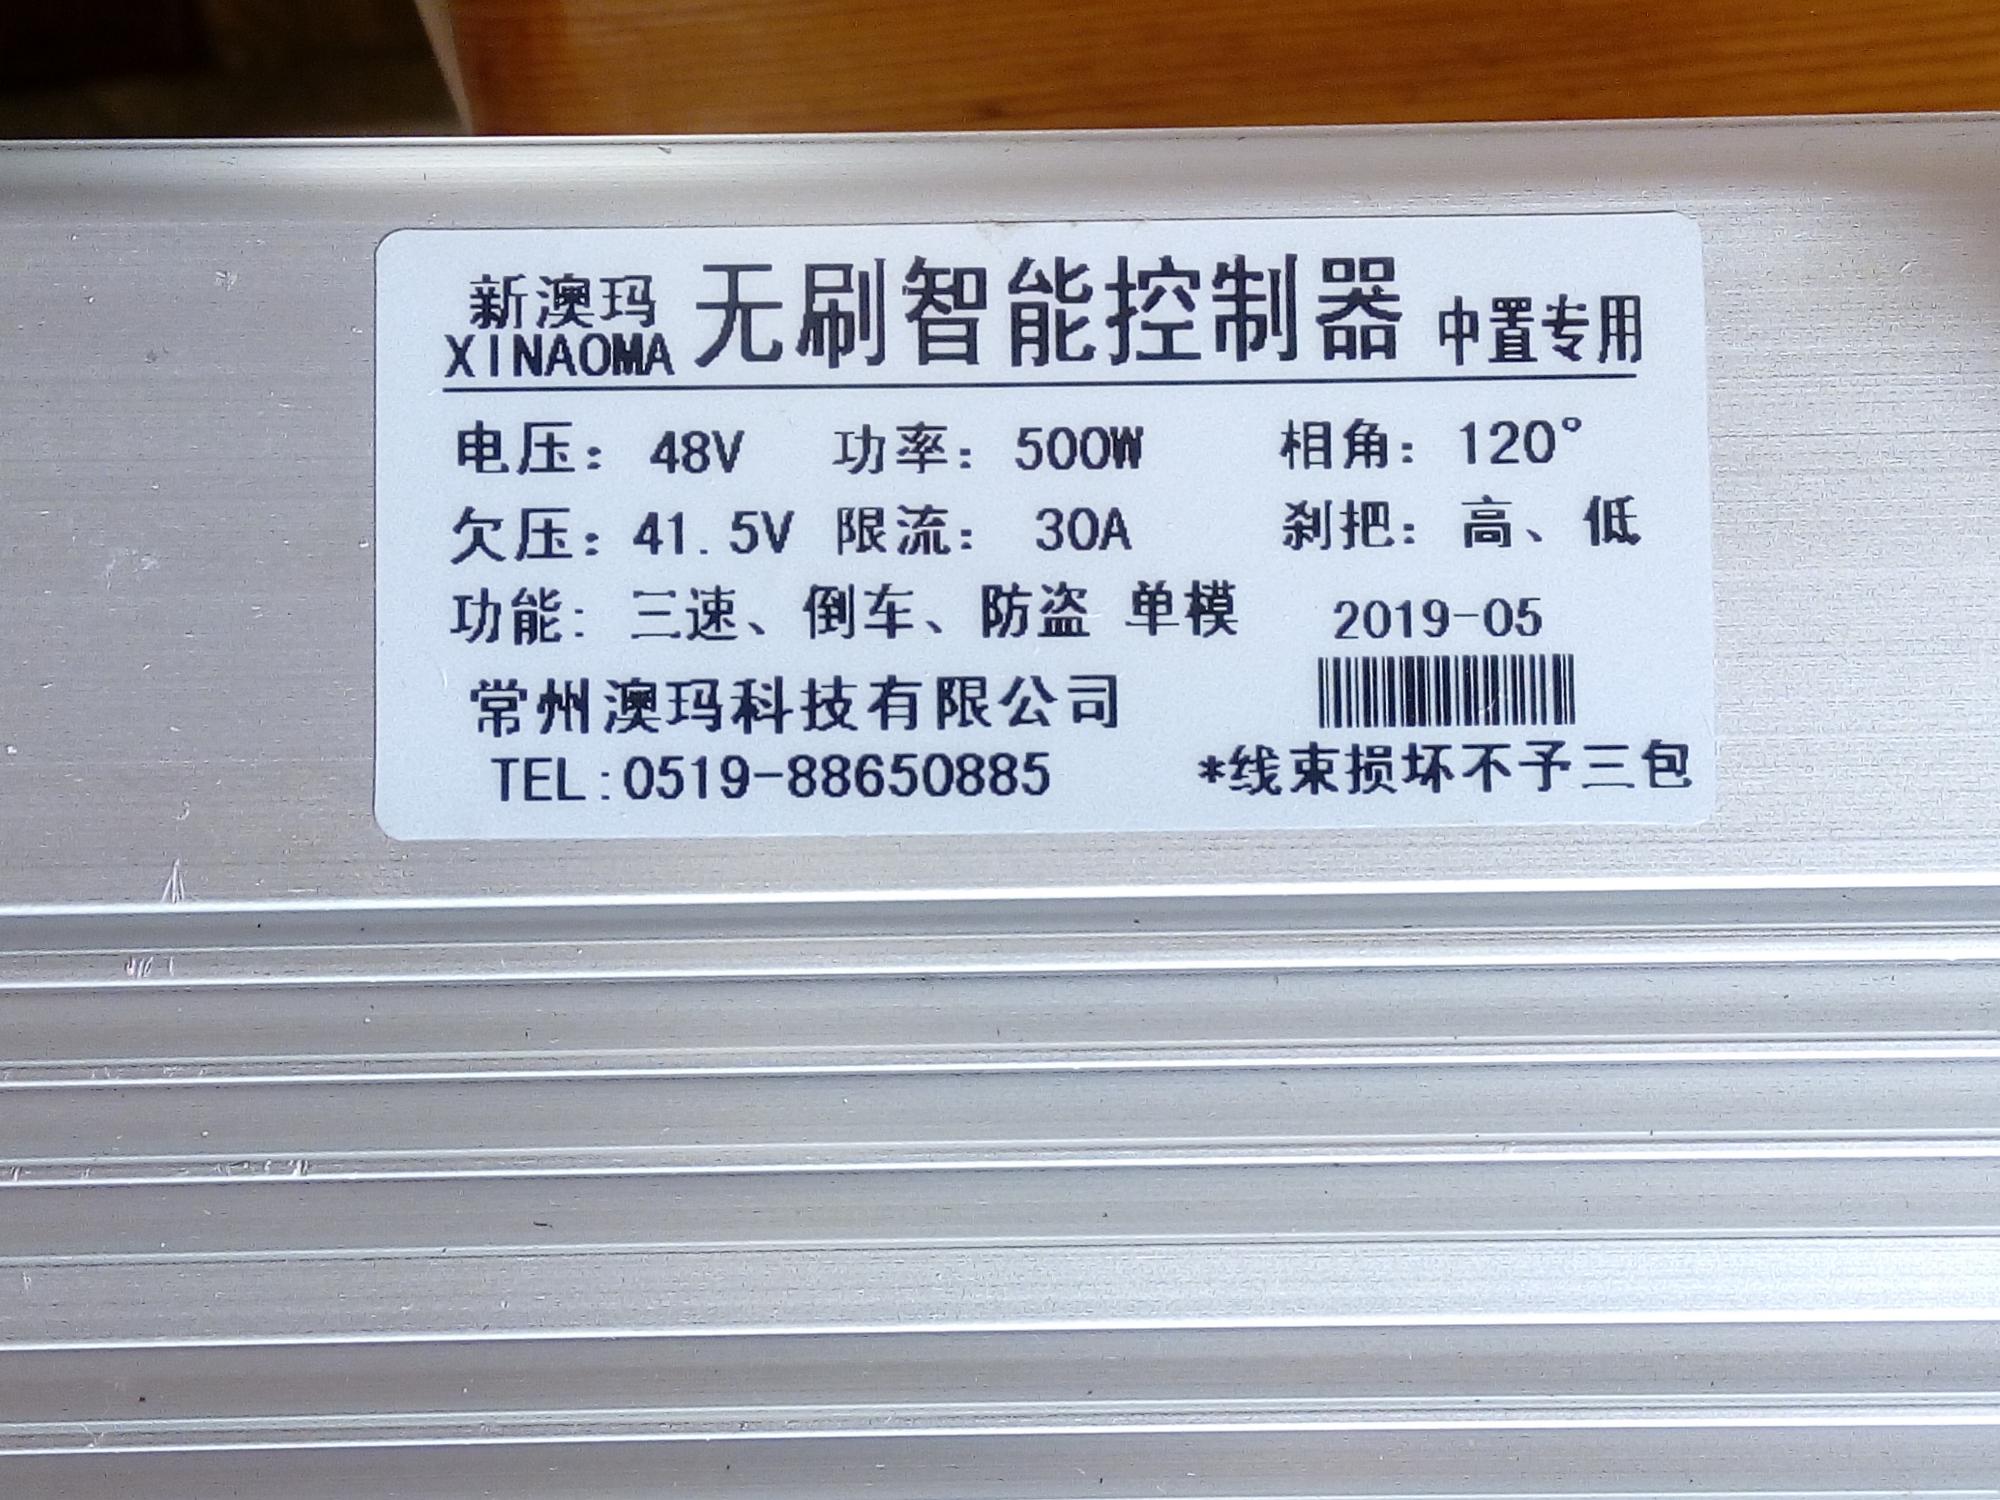 新澳玛 无刷智能控制器 中置专用
XINAOMA
电压: 48V 功率: 500W 相角: 120°
欠压: 41.5V 限流: 30A 刹把: 高、低
功能: 三速、倒车、防盗 单模 2019-05
常州澳玛科技有限公司
TEL:0519-88650885 *线束损坏不予三包